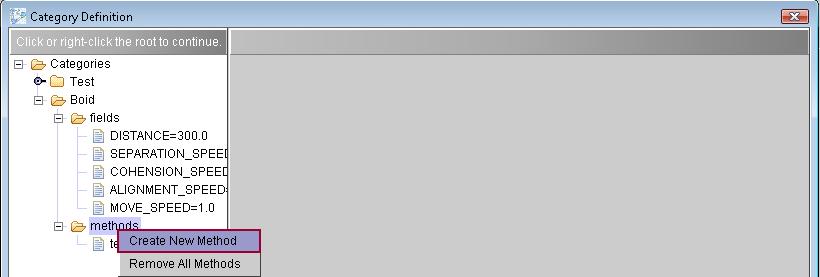 Category Definition
Click or right-click the root to continue.
Categories
Test
Boid
fields
DISTANCE=300.0
SEPARATION_SPEED
COHENSION_SPEED
ALIGNMENT_SPEED=
MOVE_SPEED=1.0
methods
te
Create New Method
Remove All Methods